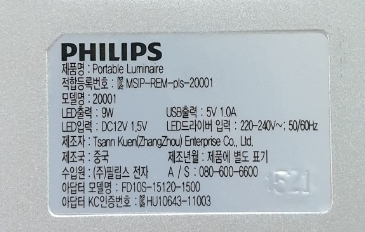 PHILIPS
제품명 : Portable Luminaire
적합등록번호 : MSIP-REM-pls-20001
모델명 : 20001
LED출력 : 9W USB출력 : 5V 1.0A
LED입력 : DC12V 1,5V LED드라이버 입력 : 220-240V~; 50/60Hz
제조자 : Tsann Kuen(ZhangZhou) Enterprise Co., Ltd.
제조국 : 중국 제조년월 : 제품에 별도 표기
수입원 : (주)필립스 전자 A / S : 080-600-6600
아답터 모델명 : FD10S-15120-1500
아답터 KC인증번호 : HU10643-11003